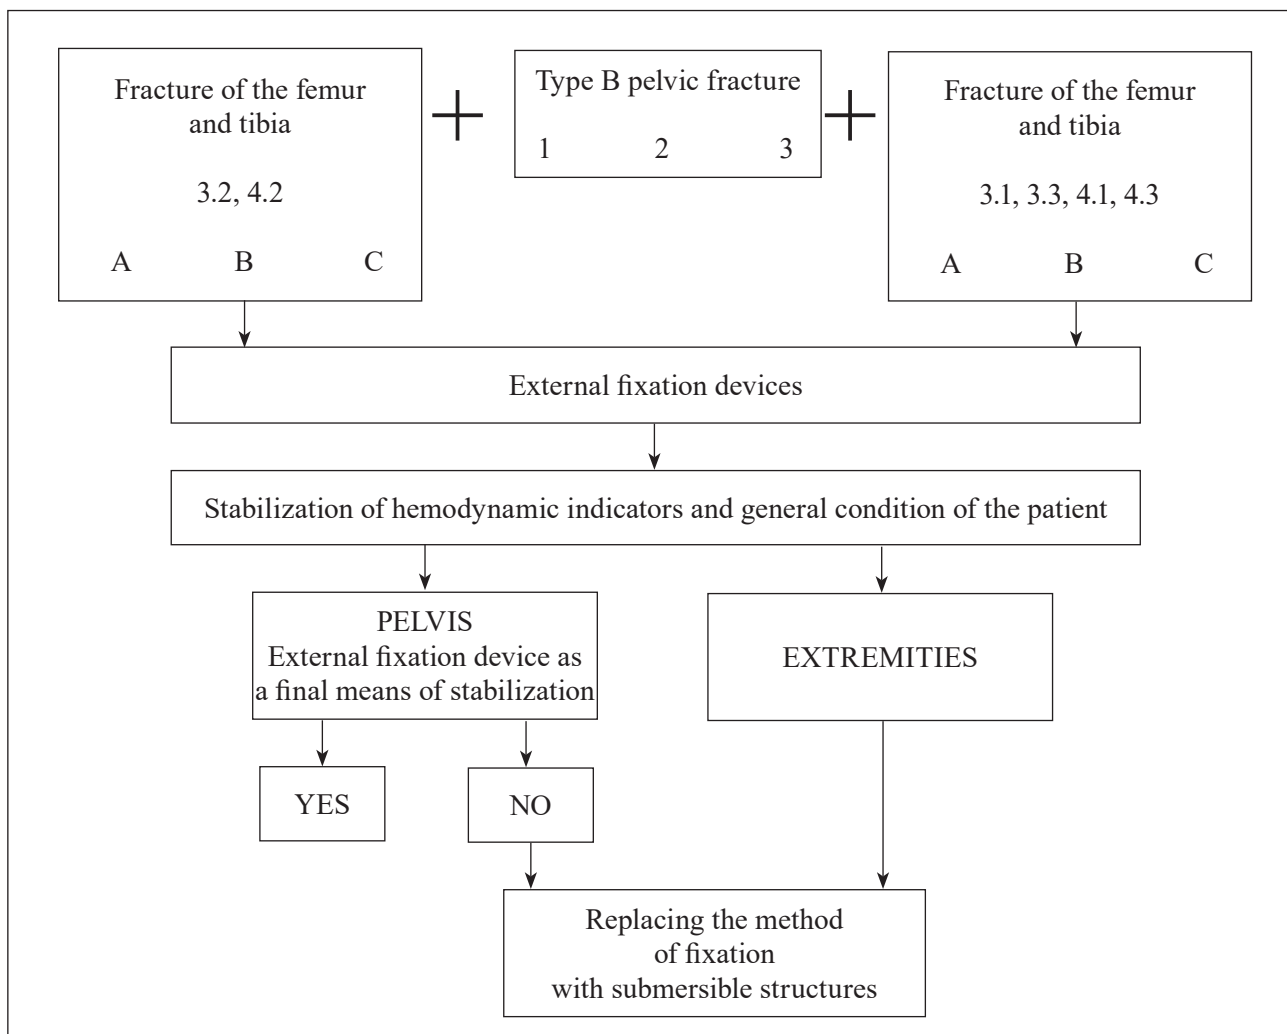 Fracture of the femur
and tibia
3.2, 4.2
A B C
+
Type B pelvic fracture
1 2 3
+
Fracture of the femur
and tibia
3.1, 3.3, 4.1, 4.3
A B C
External fixation devices
Stabilization of hemodynamic indicators and general condition of the patient
PELVIS
External fixation device as
a final means of stabilization
EXTREMITIES
YES
NO
Replacing the method
of fixation
with submersible structures